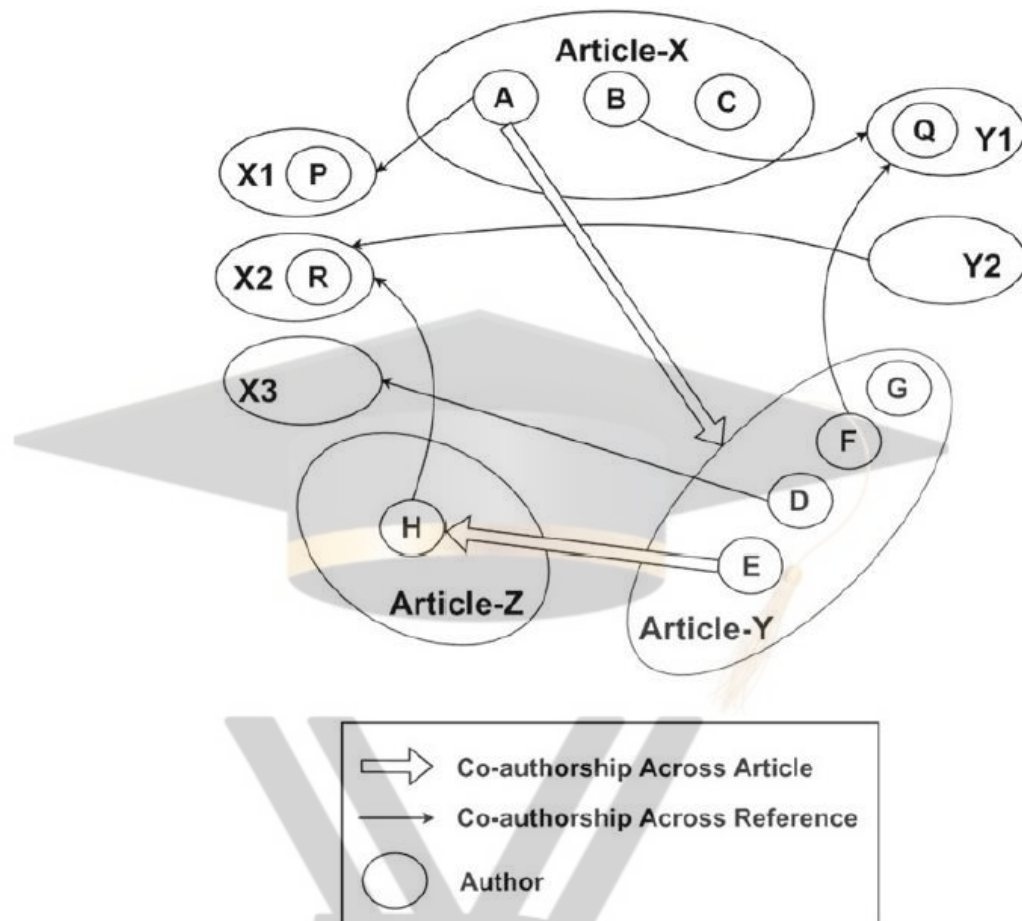 Article-X
A B C
Q Y1
X1 P
X2 R
Y2
X3
G
F
D
H
E
Article-Z
Article-Y
Co-authorship Across Article
Co-authorship Across Reference
Author